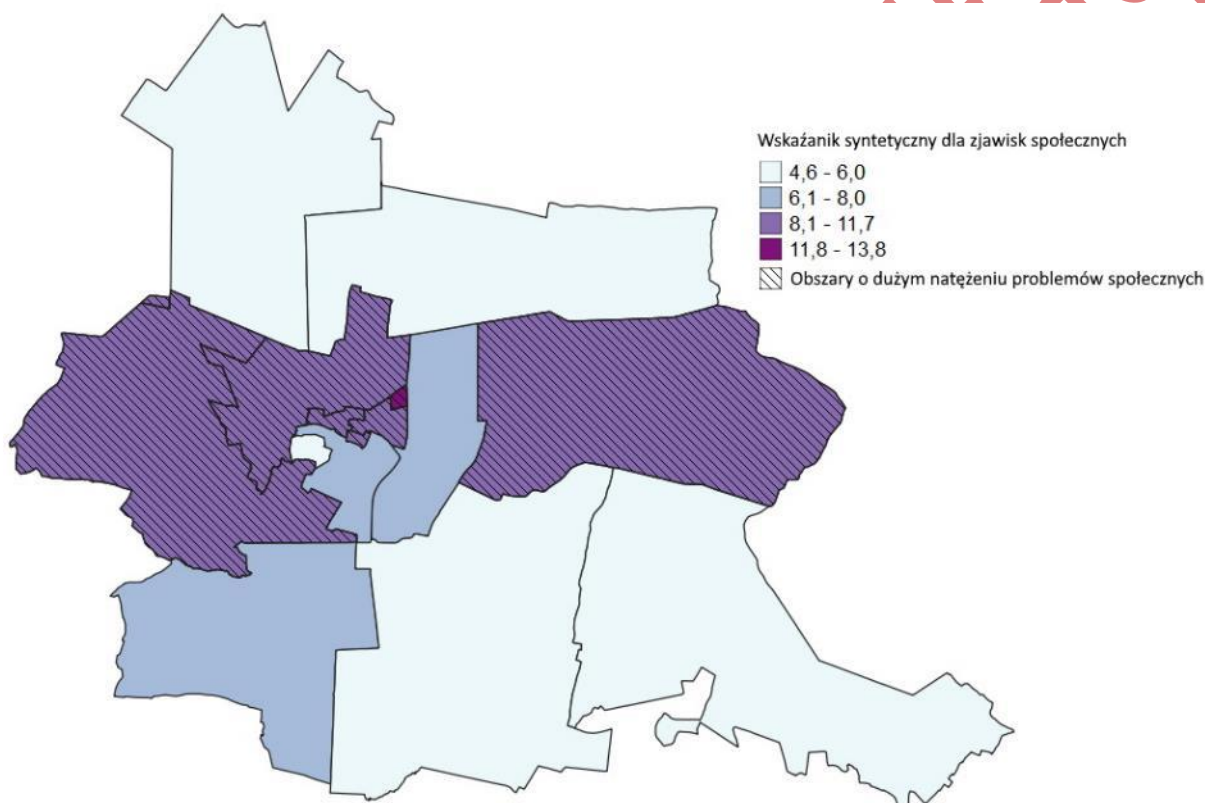 Wskaźanik syntetyczny dla zjawisk społecznych
4,6 - 6,0
6,1 - 8,0
8,1 - 11,7
11,8 - 13,8
Obszary o dużym natężeniu problemów społecznych